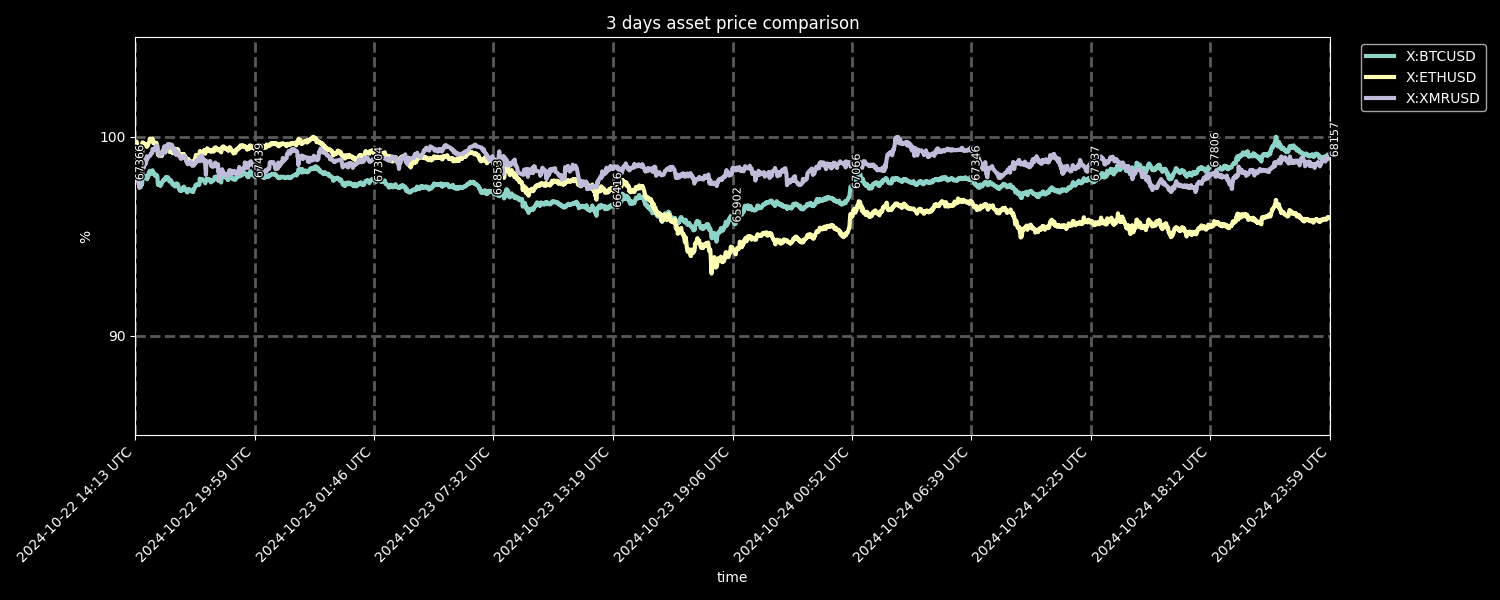 3 days asset price comparison
X:BTCUSD
X:ETHUSD
X:XMRUSD
100
90
%
67366
67439
67304
66853
66416
65902
67066
67346
67337
67806
68157
2024-10-22 14:13 UTC
2024-10-22 19:59 UTC
2024-10-23 01:46 UTC
2024-10-23 07:32 UTC
2024-10-23 13:19 UTC
2024-10-23 19:06 UTC
2024-10-24 00:52 UTC
2024-10-24 06:39 UTC
2024-10-24 12:25 UTC
2024-10-24 18:12 UTC
2024-10-24 23:59 UTC
time